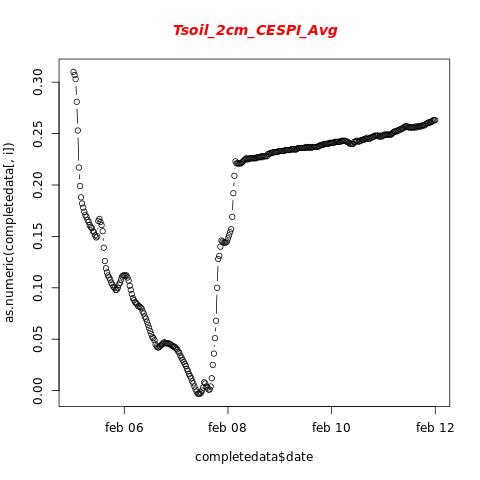 Tsoil_2cm_CESPI_Avg
as.numeric(completedata[, i])
0.30
0.25
0.20
0.15
0.10
0.05
0.00
feb 06
feb 08
feb 10
feb 12
completedata$date